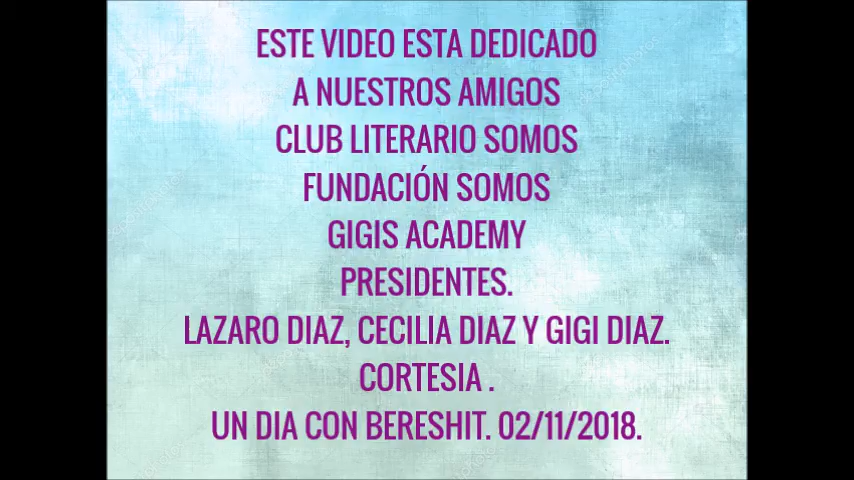 ESTE VIDEO ESTA DEDICADO
A NUESTROS AMIGOS
CLUB LITERARIO SOMOS
FUNDACIÓN SOMOS
GIGIS ACADEMY
PRESIDENTES.
LAZARO DIAZ, CECILIA DIAZ Y GIGI DIAZ.
CORTESIA .
UN DIA CON BERESHIT. 02/11/2018.